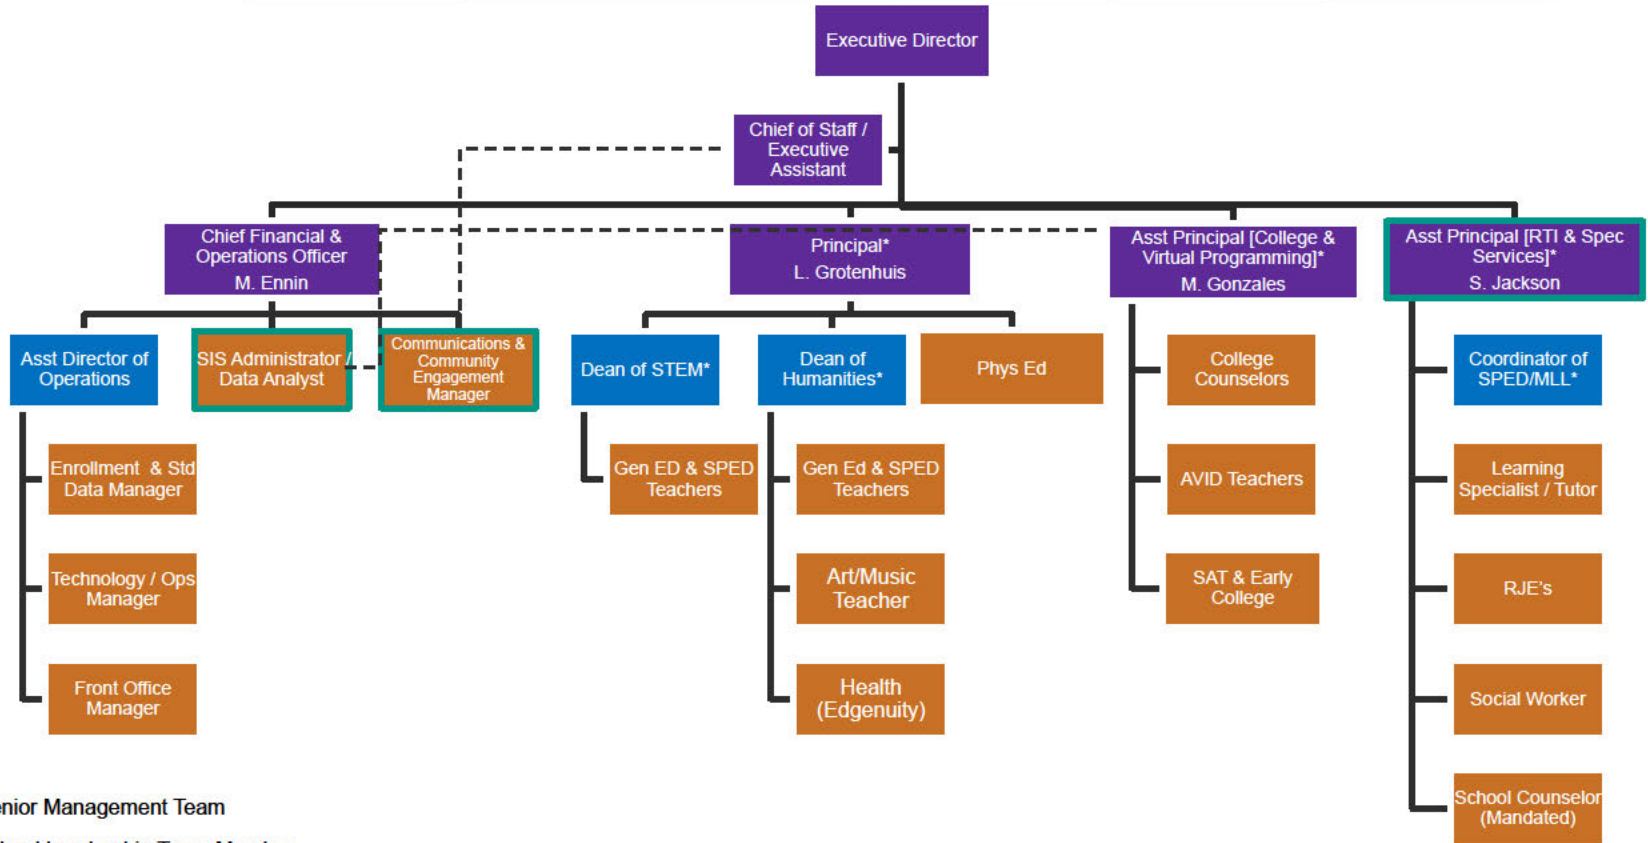 Executive Director
Chief of Staff /
Executive
Assistant
Chief Financial &
Operations Officer
M. Ennin
Principal*
L. Grotenhuis
Asst Principal [College &
Virtual Programming]*
M. Gonzales
Asst Principal [RTI & Spec
Services]*
S. Jackson
Asst Director of
Operations
SIS Administrator /
Data Analyst
Communications &
Community
Engagement
Manager
Dean of STEM*
Dean of
Humanities*
Phys Ed
College
Counselors
Coordinator of
SPED/MLL*
Enrollment & Std
Data Manager
Gen ED & SPED
Teachers
Gen Ed & SPED
Teachers
AVID Teachers
Learning
Specialist / Tutor
Technology / Ops
Manager
Art/Music
Teacher
SAT & Early
College
RJE's
Front Office
Manager
Health
(Edgenuity)
Social Worker
School Counselor
(Mandated)
enior Management Team